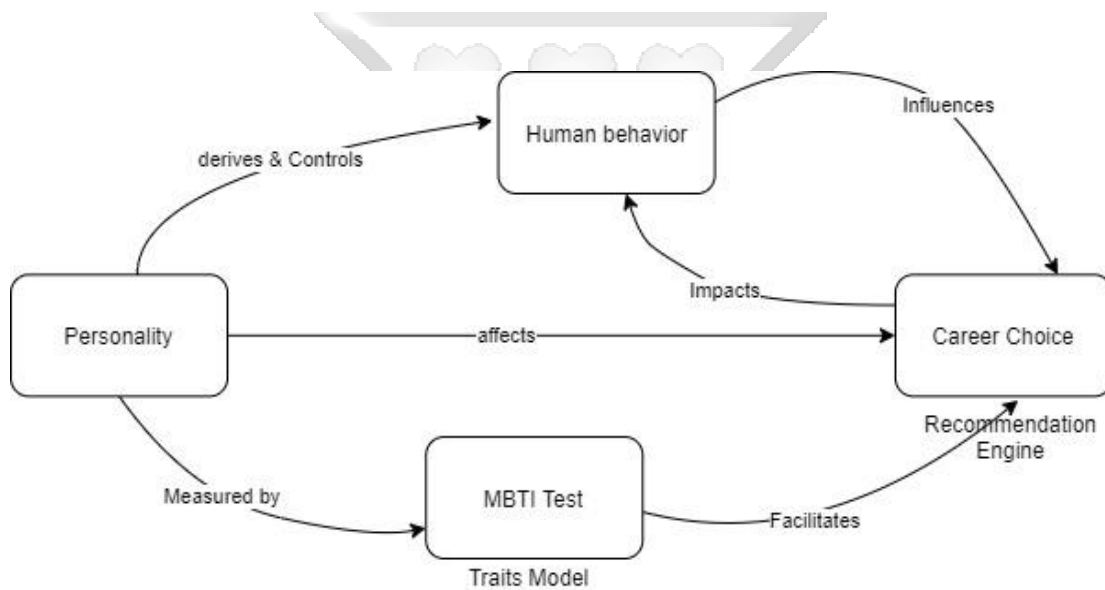 Human behavior
Influences
derives & Controls
Impacts
Personality
affects
Career Choice
Recommendation
Engine
Measured by
MBTI Test
Facilitates
Traits Model